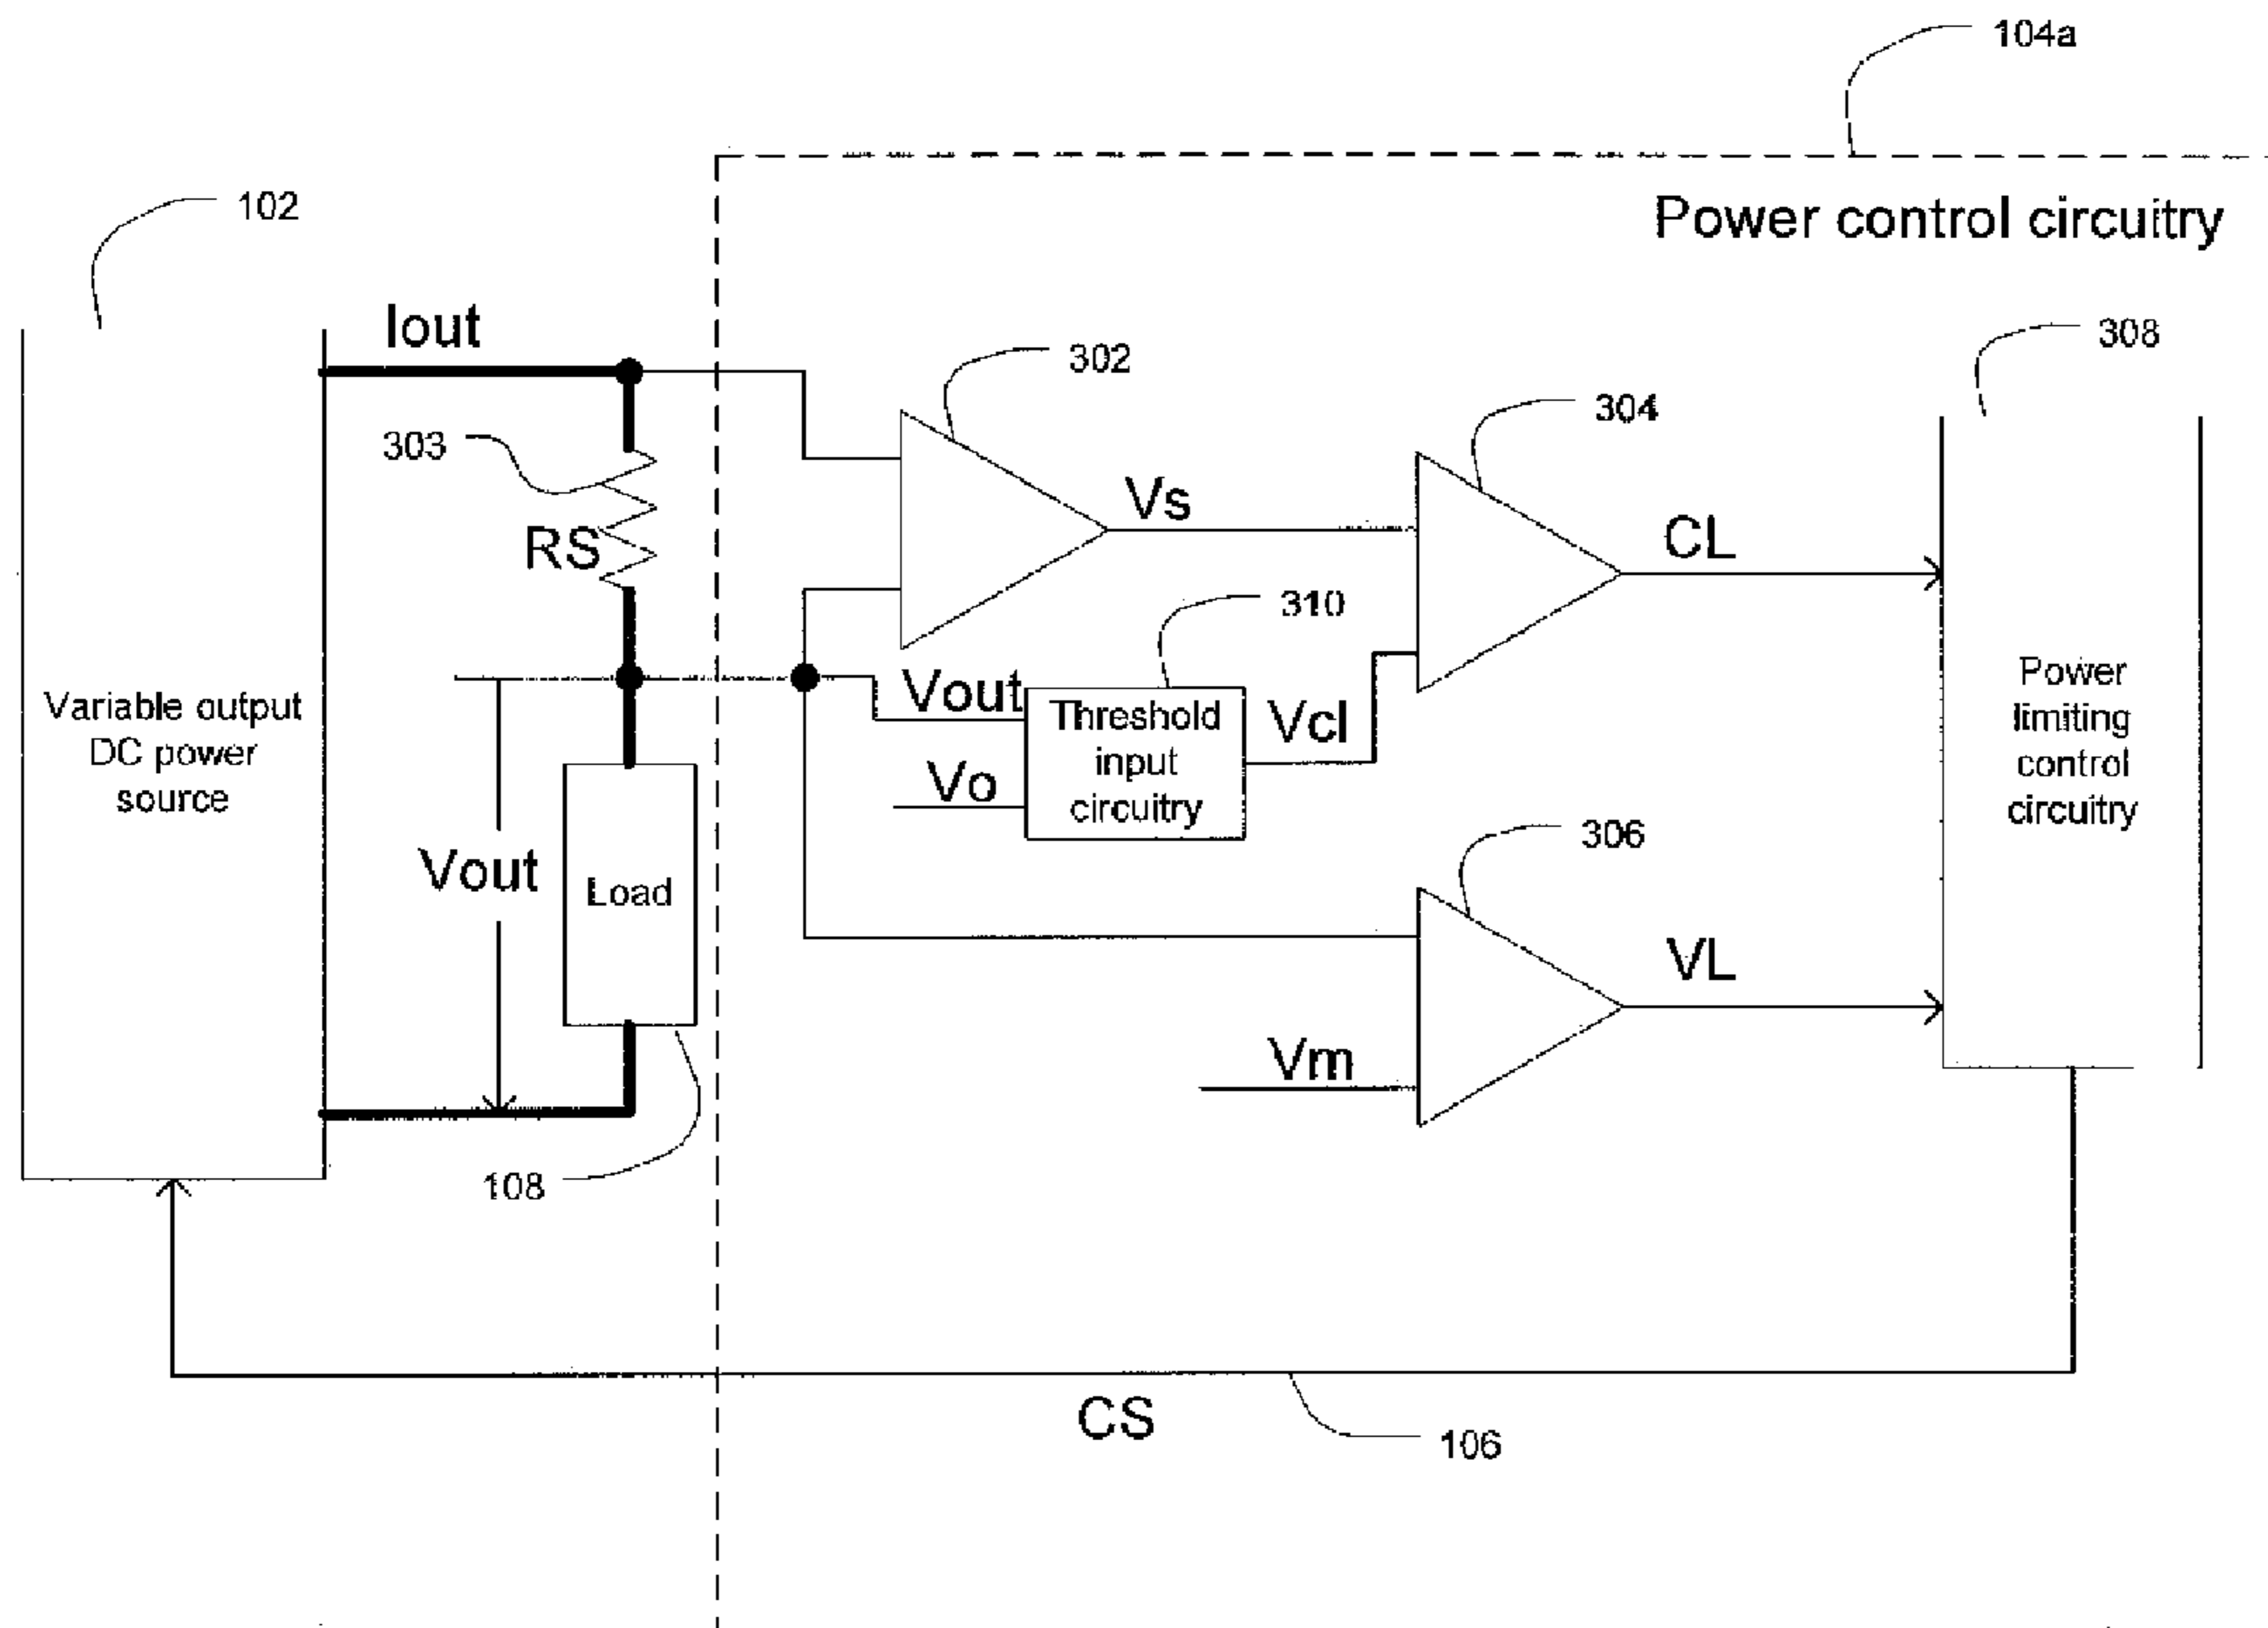 104a
102
Power control circuitry
Iout
302
308
304
303
Vs
RS
CL
310
Vout
Threshold
input
circuitry
Vcl
Vo
Power
limiting
control
circuitry
Variable output
DC power
source
306
Vout
Load
VL
Vm
108
CS
106